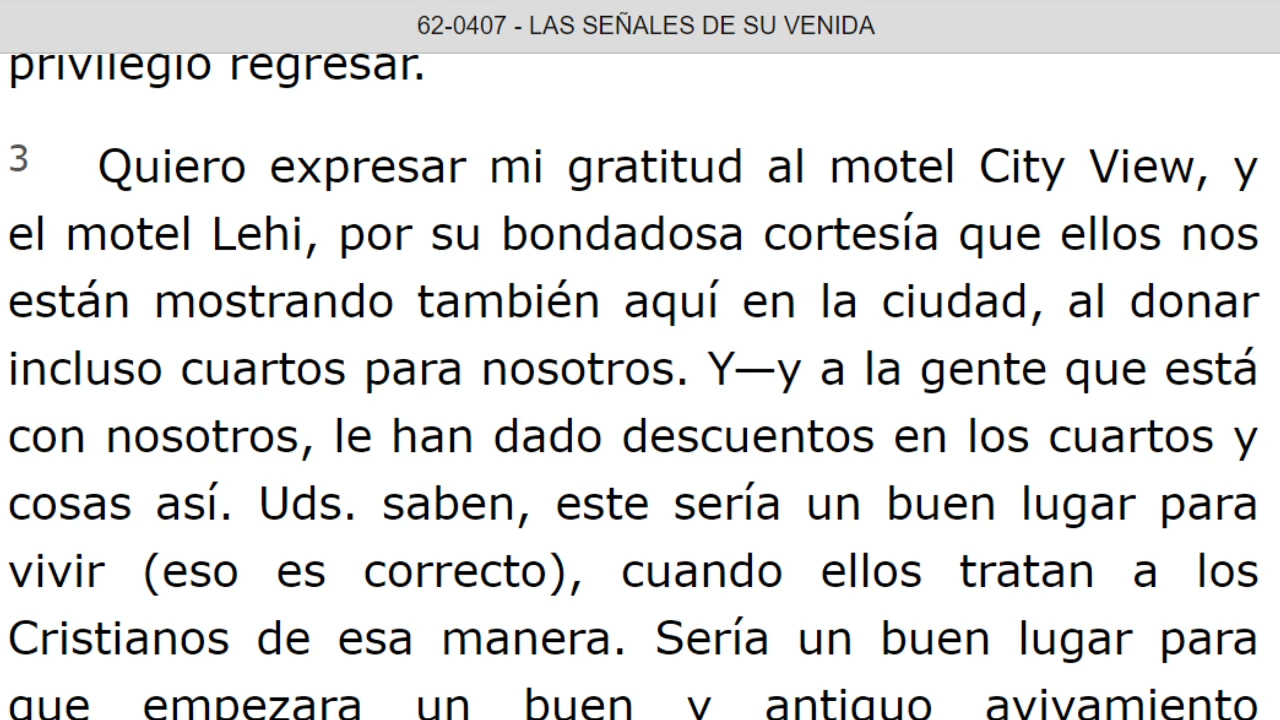 62-0407 - LAS SEÑALES DE SU VENIDA
privilegio regresar.
3 Quiero expresar mi gratitud al motel City View, y
el motel Lehi, por su bondadosa cortesía que ellos nos
están mostrando también aquí en la ciudad, al donar
incluso cuartos para nosotros. Y—y a la gente que está
con nosotros, le han dado descuentos en los cuartos y
cosas así. Uds. saben, este sería un buen lugar para
vivir (eso es correcto), cuando ellos tratan a los
Cristianos de esa manera. Sería un buen lugar para
que empezara un buen y antiguo avivamiento